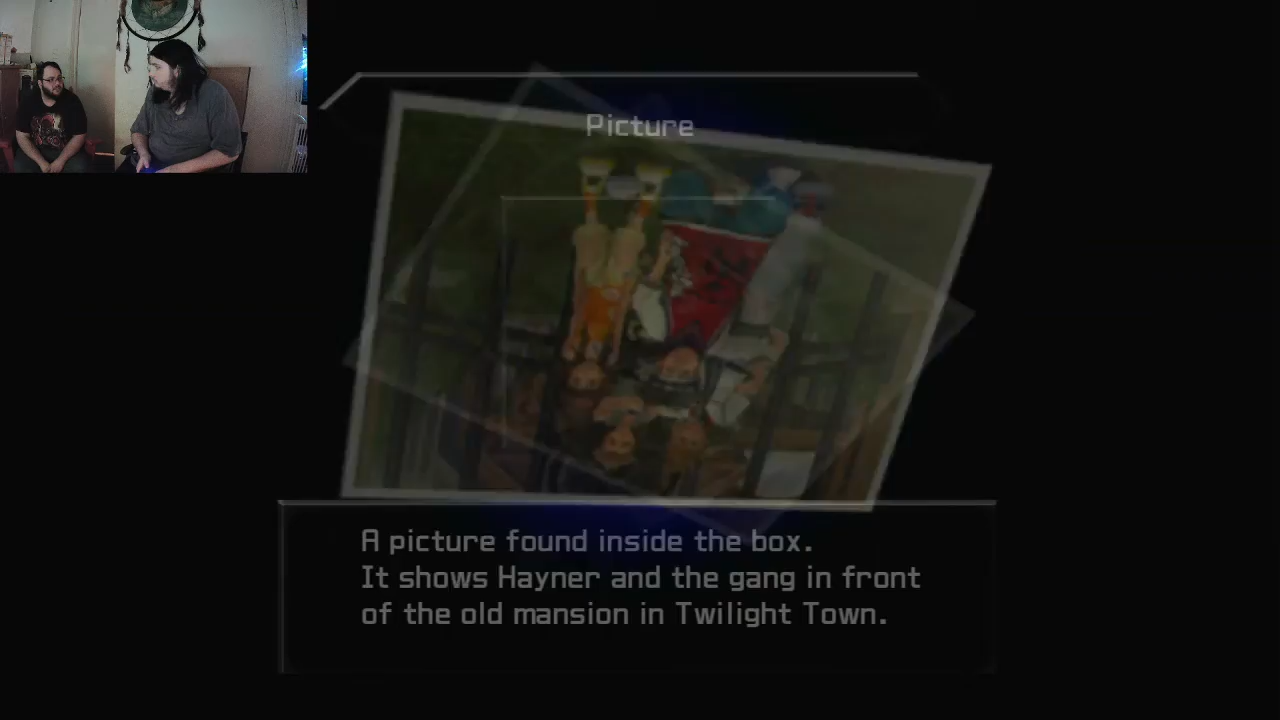 Picture
A picture found inside the box.
It shows Hayner and the gang in front
of the old mansion in Twilight Town.